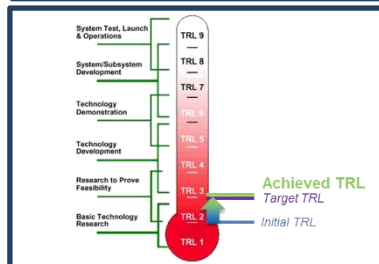 System Test, Launch
& Operations
System/Subsystem
Development
Technology
Demonstration
Technology
Development
Research to Prove
Feasibility
Basic Technology
Research
TRL 9
TRL 8
TRL 7
TRL 6
TRL 5
TRL 4
TRL 3
TRL 2
TRL 1
Achieved TRL
Target TRL
Initial TRL